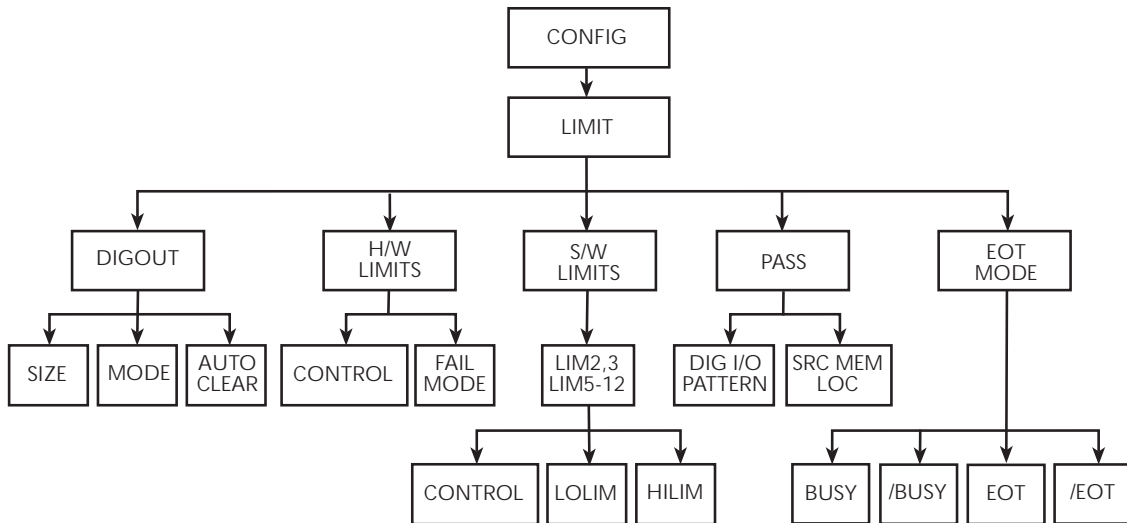 CONFIG
LIMIT
DIGOUT
H/W
LIMITS
S/W
LIMITS
PASS
EOT
MODE
SIZE
MODE
AUTO
CLEAR
CONTROL
FAIL
MODE
LIM2,3
LIM5-12
DIG I/O
PATTERN
SRC MEM
LOC
CONTROL
LOLIM
HILIM
BUSY
/BUSY
EOT
/EOT